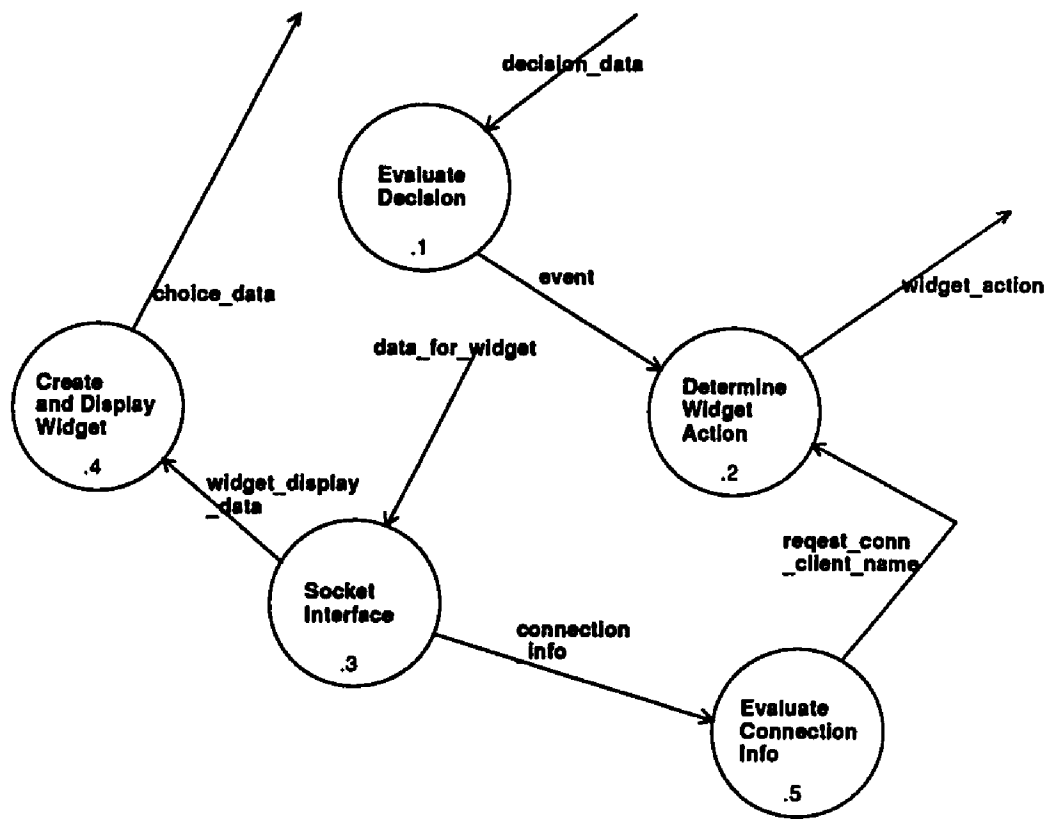 decision_data
Evaluate
Decision
.1
event
widget_action
choice_data
data_for_widget
Create
and Display
Widget
.4
Determine
Widget
Action
.2
widget_display
_data
reqest_conn
_client_name
Socket
Interface
.3
connection
_info
Evaluate
Connection
Info
.5